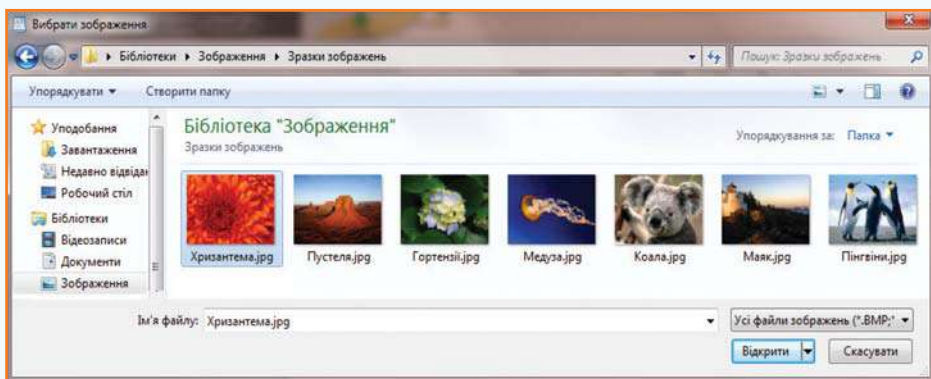 Вибрати зображення
Бібліотеки ▸ Зображення ▸ Зразки зображень
Пошук: Зразки зображень
Упорядкувати
Створити папку
Уподобання
Завантаження
Недавно відвідан
Робочий стіл
Бібліотеки
Відеозаписи
Документи
Зображення
Бібліотека "Зображення"
Зразки зображень
Упорядкування за: Папка
Хризантема.jpg
Пустеля.jpg
Гортензії.jpg
Медуза.jpg
Коала.jpg
Маяк.jpg
Пінгвіни.jpg
Ім'я файлу: Хризантема.jpg
Усі файли зображень (*.BMP;*
Відкрити
Скасувати